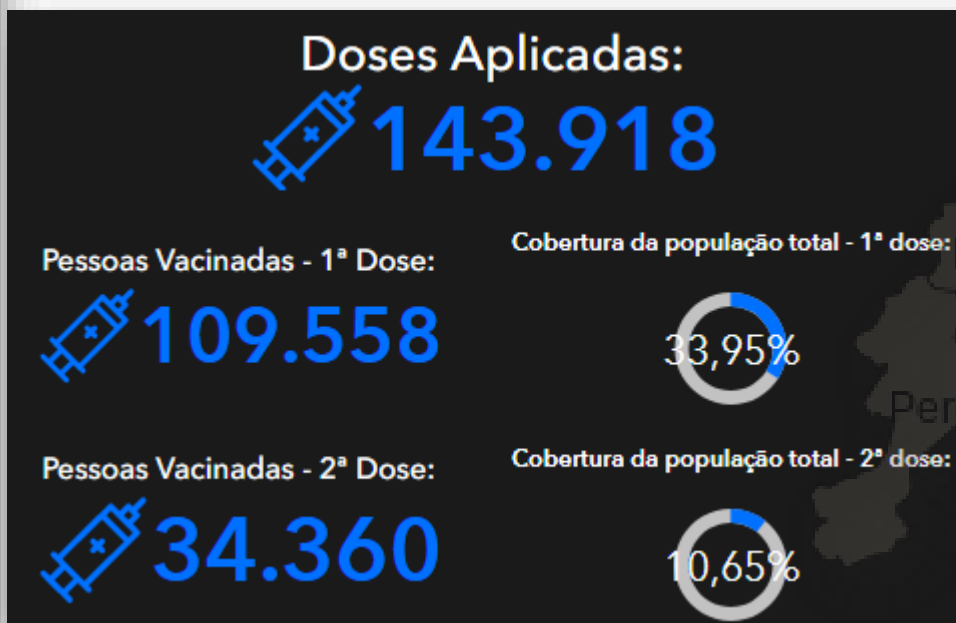 Doses Aplicadas:
143.918
Pessoas Vacinadas - 1ª Dose:
109.558
Cobertura da população total - 1ª dose:
33,95%
Pessoas Vacinadas - 2ª Dose:
34.360
Cobertura da população total - 2ª dose:
10,65%